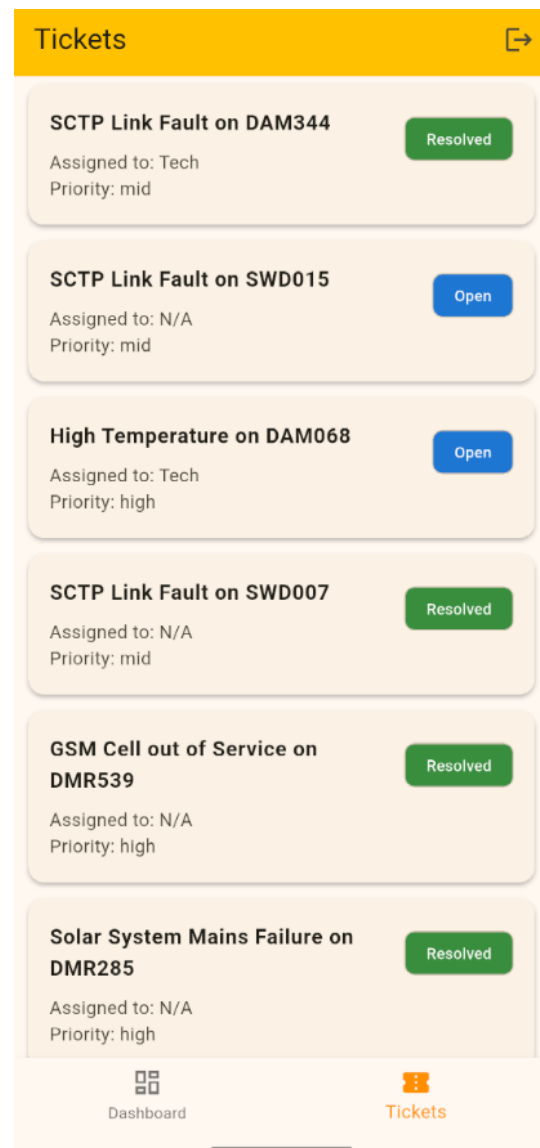 Tickets
SCTP Link Fault on DAM344
Resolved
Assigned to: Tech
Priority: mid
SCTP Link Fault on SWD015
Open
Assigned to: N/A
Priority: mid
High Temperature on DAM068
Open
Assigned to: Tech
Priority: high
SCTP Link Fault on SWD007
Resolved
Assigned to: N/A
Priority: mid
GSM Cell out of Service on
DMR539
Resolved
Assigned to: N/A
Priority: high
Solar System Mains Failure on
DMR285
Resolved
Assigned to: N/A
Priority: high
Dashboard
Tickets